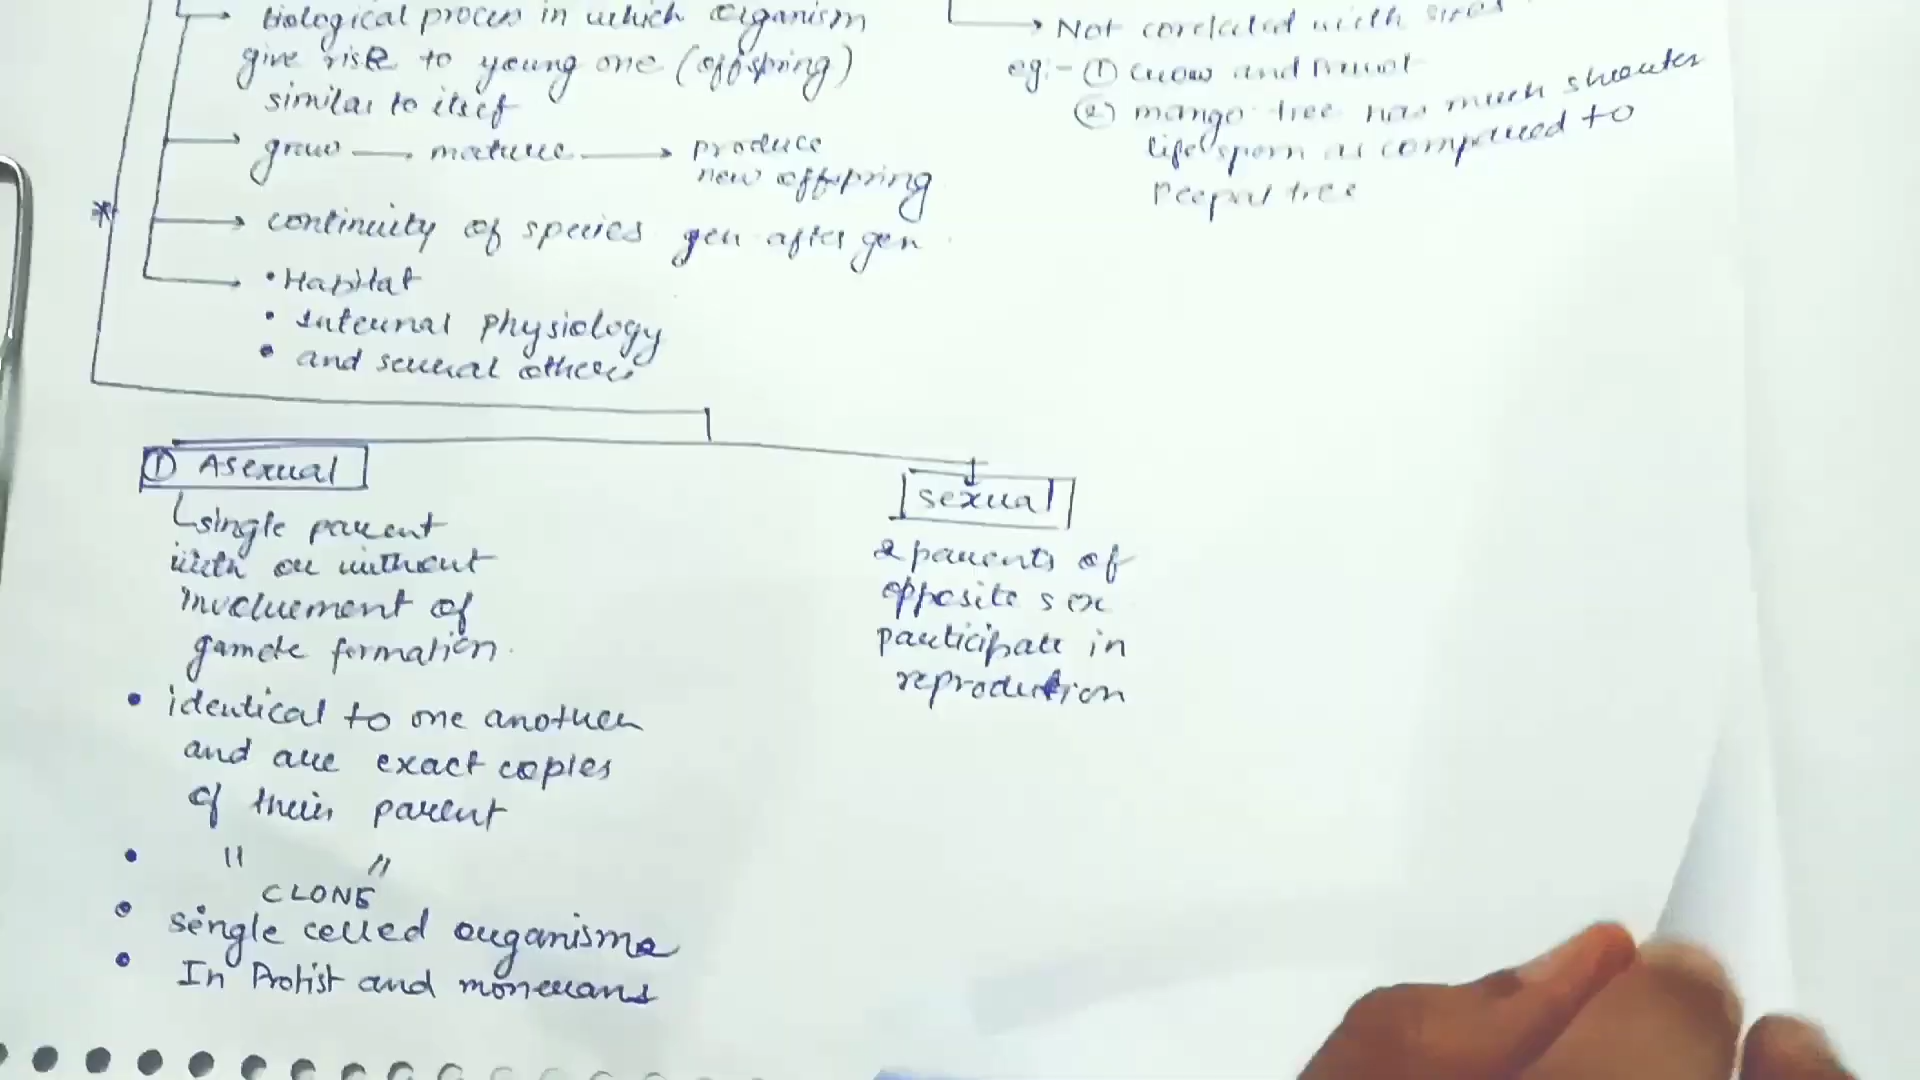 biological process in which organism
give rise to young one (offspring)
similar to itself
grow — mature → produce
new offspring
continuity of species gen after gen
• Habitat
• Internal physiology
• and several others
Not corelated with sizes
eg:- ① crow and Parrot
② mango tree has much shorter
life span as compared to
Peepal tree
① Asexual
single parent
with or without
involvement of
gamete formation.
• identical to one another
and are exact copies
of their parent
• " "
CLONE
• single celled organisms
• In Protist and monerans
sexual
2 parents of
opposite sex
participate in
reproduction